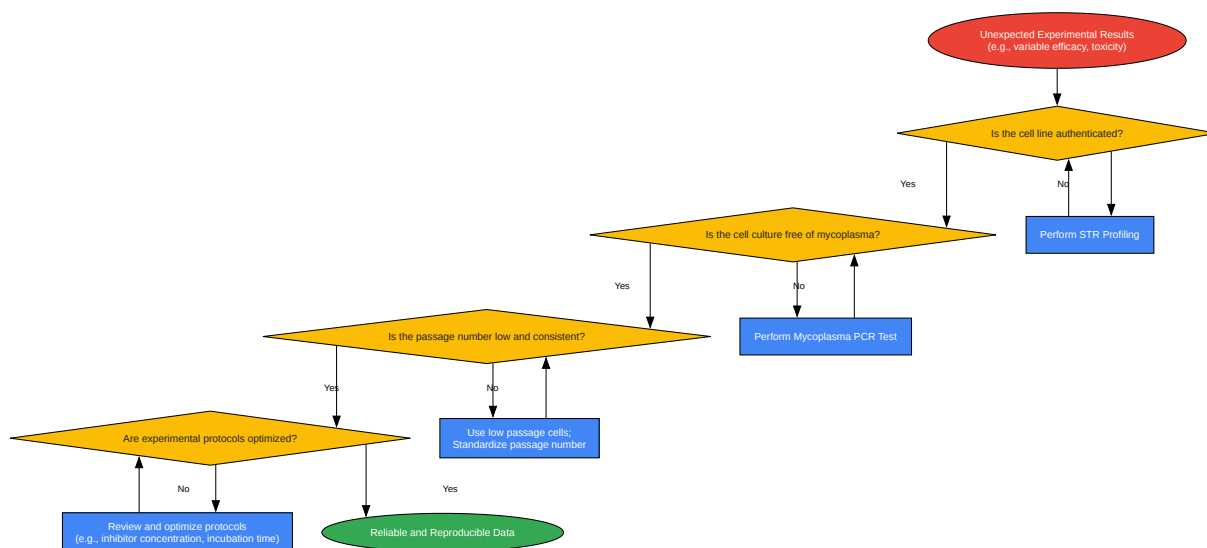 Unexpected Experimental Results
(e.g., variable efficacy, toxicity)
Is the cell line authenticated?
Yes
No
Perform STR Profiling
Is the cell culture free of mycoplasma?
Yes
No
Perform Mycoplasma PCR Test
Is the passage number low and consistent?
Yes
No
Use low passage cells;
Standardize passage number
Are experimental protocols optimized?
No
Yes
Review and optimize protocols
(e.g., inhibitor concentration, incubation time)
Reliable and Reproducible Data